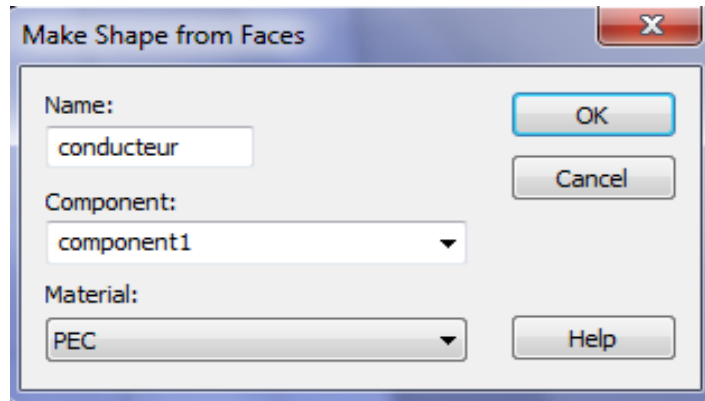 Make Shape from Faces
x
Name:
OK
conducteur
Cancel
Component:
component1
Material:
PEC
Help